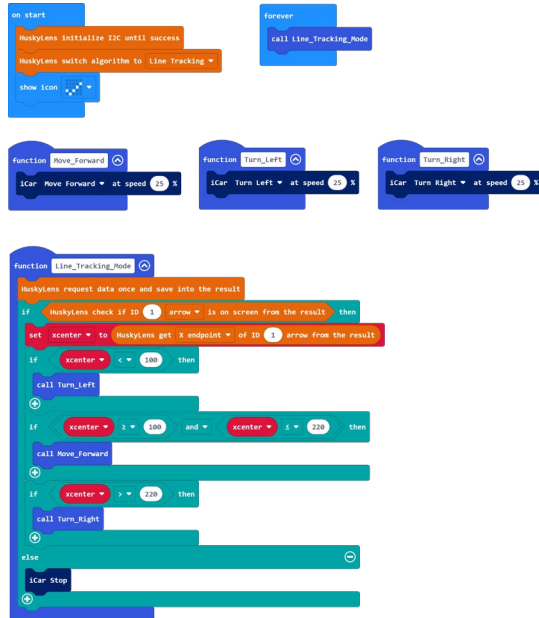 on start
HuskyLens initialize I2C until success
HuskyLens switch algorithm to Line Tracking
show icon
forever
call Line_Tracking_Mode
function Move_Forward
iCar Move Forward at speed 25 %
function Turn_Left
iCar Turn Left at speed 25 %
function Turn_Right
iCar Turn Right at speed 25 %
function Line_Tracking_Mode
HuskyLens request data once and save into the result
if HuskyLens check if ID 1 arrow is on screen from the result then
set xcenter to HuskyLens get X endpoint of ID 1 arrow from the result
if xcenter < 100 then
call Turn_Left
if xcenter ≥ 100 and xcenter ≤ 220 then
call Move_Forward
if xcenter > 220 then
call Turn_Right
else
iCar Stop